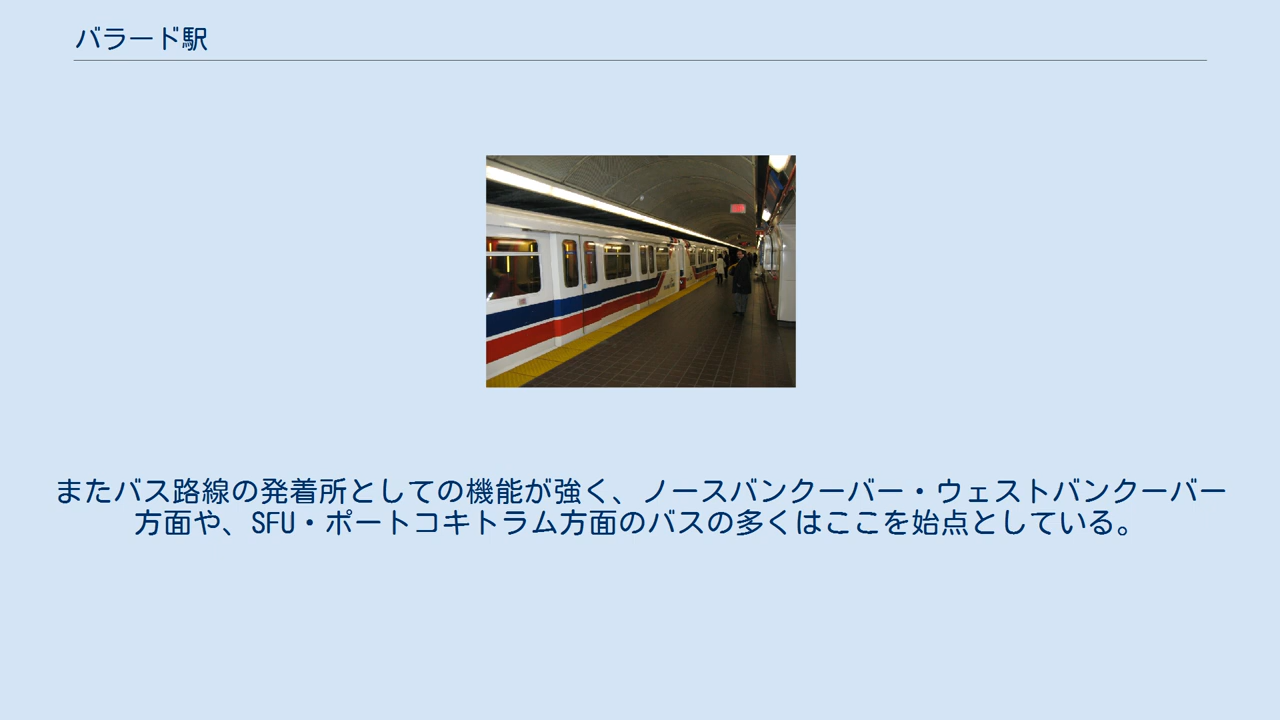 バラード駅
またバス路線の発着所としての機能が強く、ノースバンクーバー・ウェストバンクーバー
方面や、SFU・ポートコキトラム方面のバスの多くはここを始点としている。